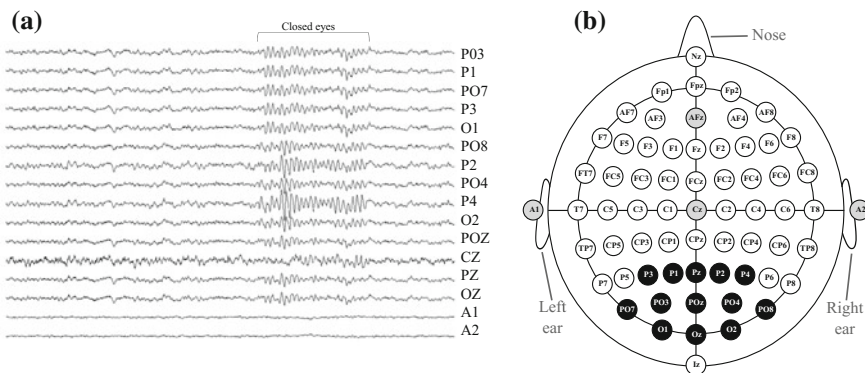 (a)
Closed eyes
P03
P1
PO7
P3
O1
PO8
P2
PO4
P4
O2
POZ
CZ
PZ
OZ
A1
A2
(b)
Nose
Nz
Fp1 Fpz Fp2
AF7 AF3 AFz AF4 AF8
F7 F5 F3 F1 Fz F2 F4 F6 F8
FT7 FC5 FC3 FC1 FCz FC2 FC4 FC6 FC8
A1 T7 C5 C3 C1 Cz C2 C4 C6 T8 A2
TP7 CP5 CP3 CP1 CPz CP2 CP4 CP6 TP8
P7 P5 P3 P1 Pz P2 P4 P6 P8
PO7 PO3 POz PO4 PO8
O1 Oz O2
Iz
Left
ear
Right
ear